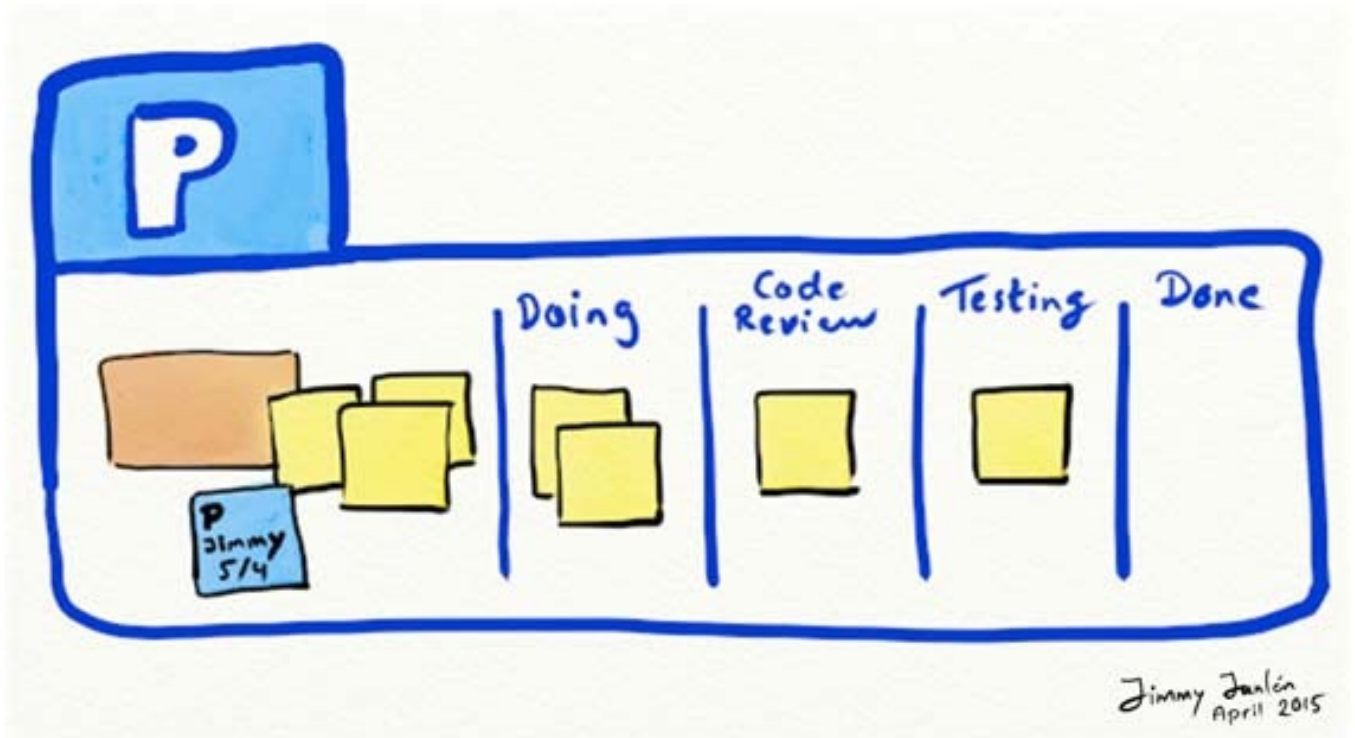 P
Doing
Code
Review
Testing
Done
P
Jimmy
5/4
Jimmy Janlén
April 2015